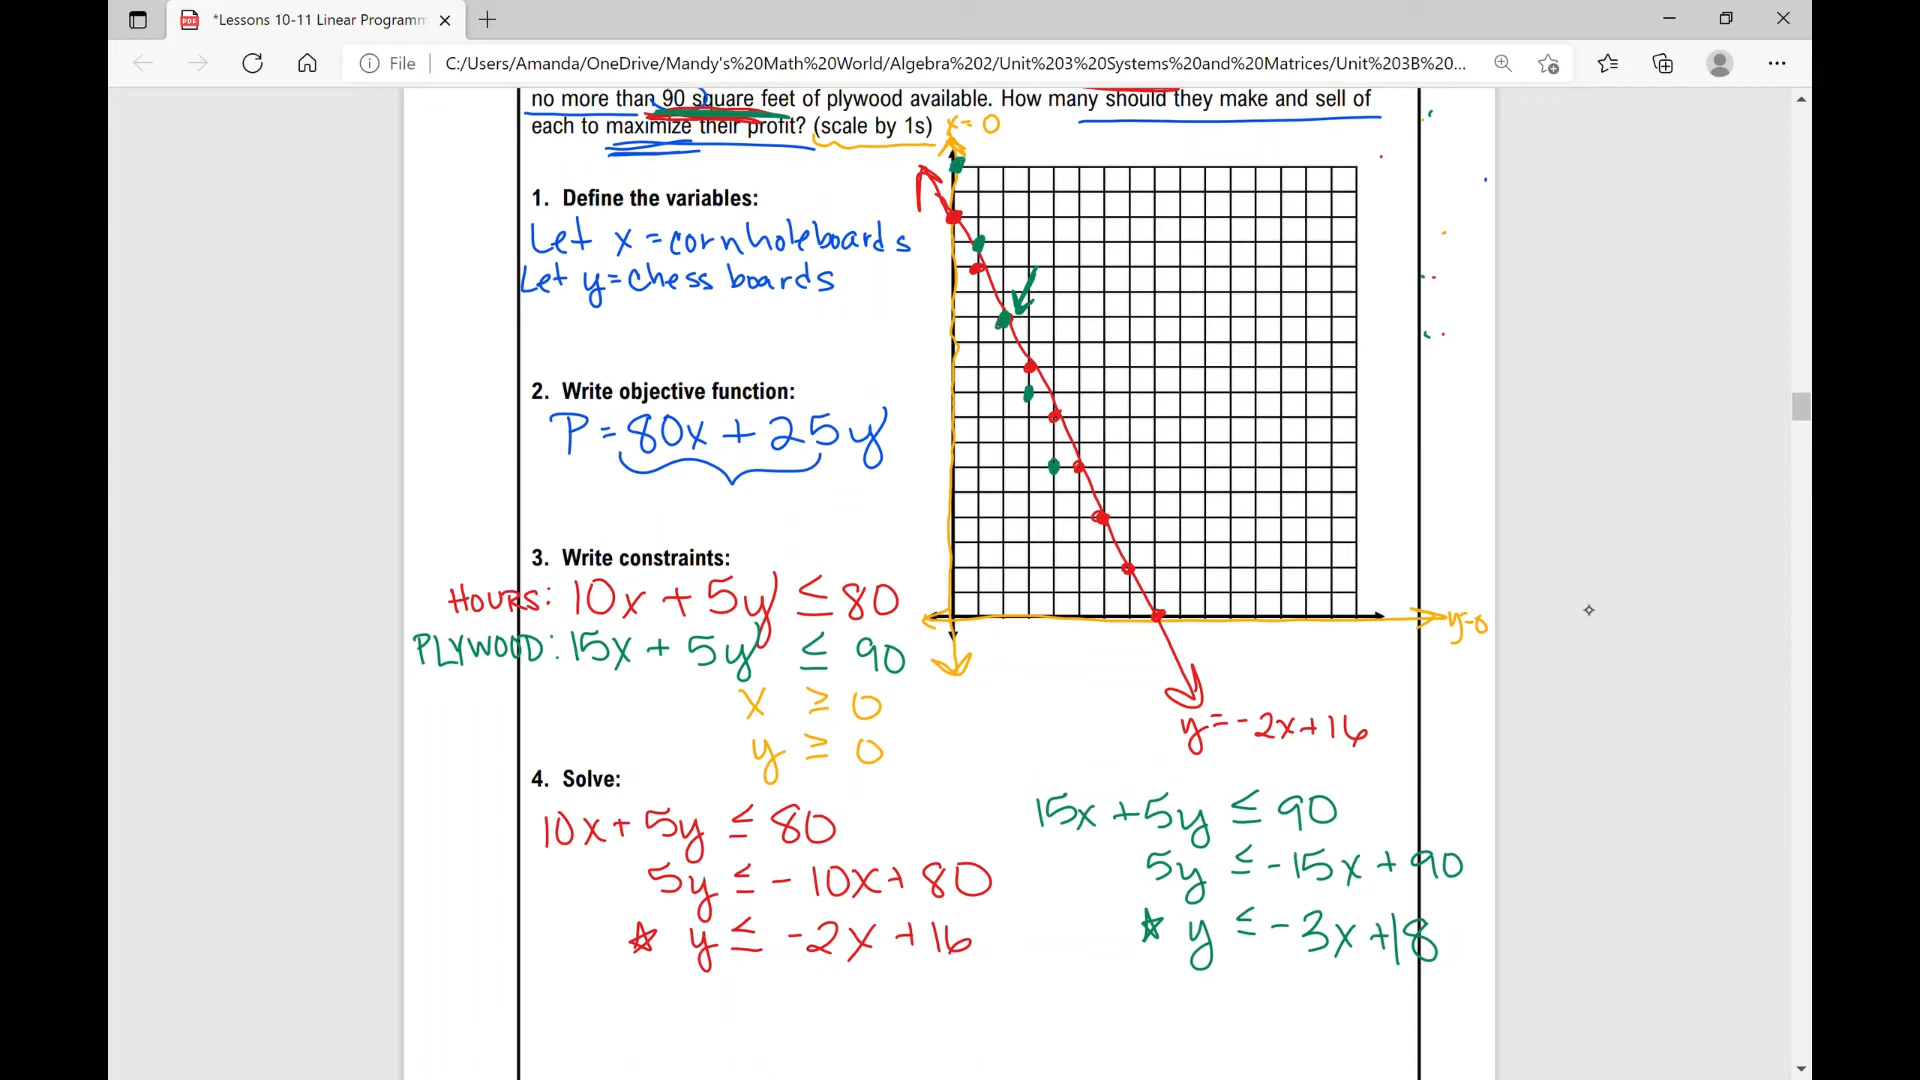 *Lessons 10-11 Linear Programm
File
C:/Users/Amanda/OneDrive/Mandy's%20Math%20World/Algebra%202/Unit%203%20Systems%20and%20Matrices/Unit%203B%20...
no more than 90 square feet of plywood available. How many should they make and sell of
each to maximize their profit? (scale by 1s)
x = 0
1. Define the variables:
Let x = cornhole boards
Let y = chess boards
2. Write objective function:
P = 80x + 25y
3. Write constraints:
HOURS: 10x + 5y ≤ 80
y=0
PLYWOOD: 15x + 5y ≤ 90
x ≥ 0
y = -2x+16
y ≥ 0
4. Solve:
10x + 5y ≤ 80
5y ≤ -10x + 80
☆ y ≤ -2x + 16
15x + 5y ≤ 90
5y ≤ -15x + 90
☆ y ≤ -3x + 18